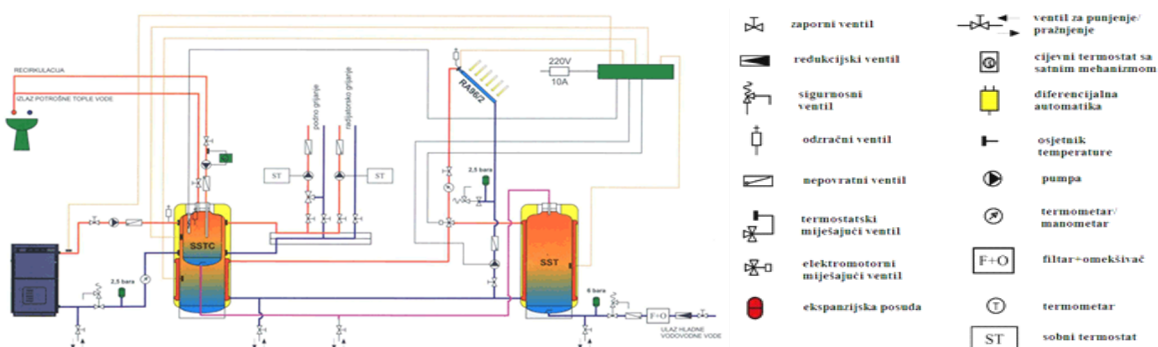 RECIRKULACIJA
IZLAZ POTROŠNE TOPLE VODE
podno grijanje
radijatorsko grijanje
ST
ST
RA96/2
220V
10A
2,5 bara
SSTC
SST
2,5 bara
6 bara
F+O
ULAZ HLADNE
VODOVODNE VODE
zaporni ventil
redukcijski ventil
sigurnosni
ventil
odzračni ventil
nepovratni ventil
termostatski
miješajući ventil
elektromotorni
miješajući ventil
ekspanzijska posuda
ventil za punjenje/
pražnjenje
cijevni termostat sa
satnim mehanizmom
diferencijalna
automatika
osjetnik
temperature
pumpa
termometar/
manometar
F+O
filtar+omekšivač
T
termometar
ST
sobni termostat